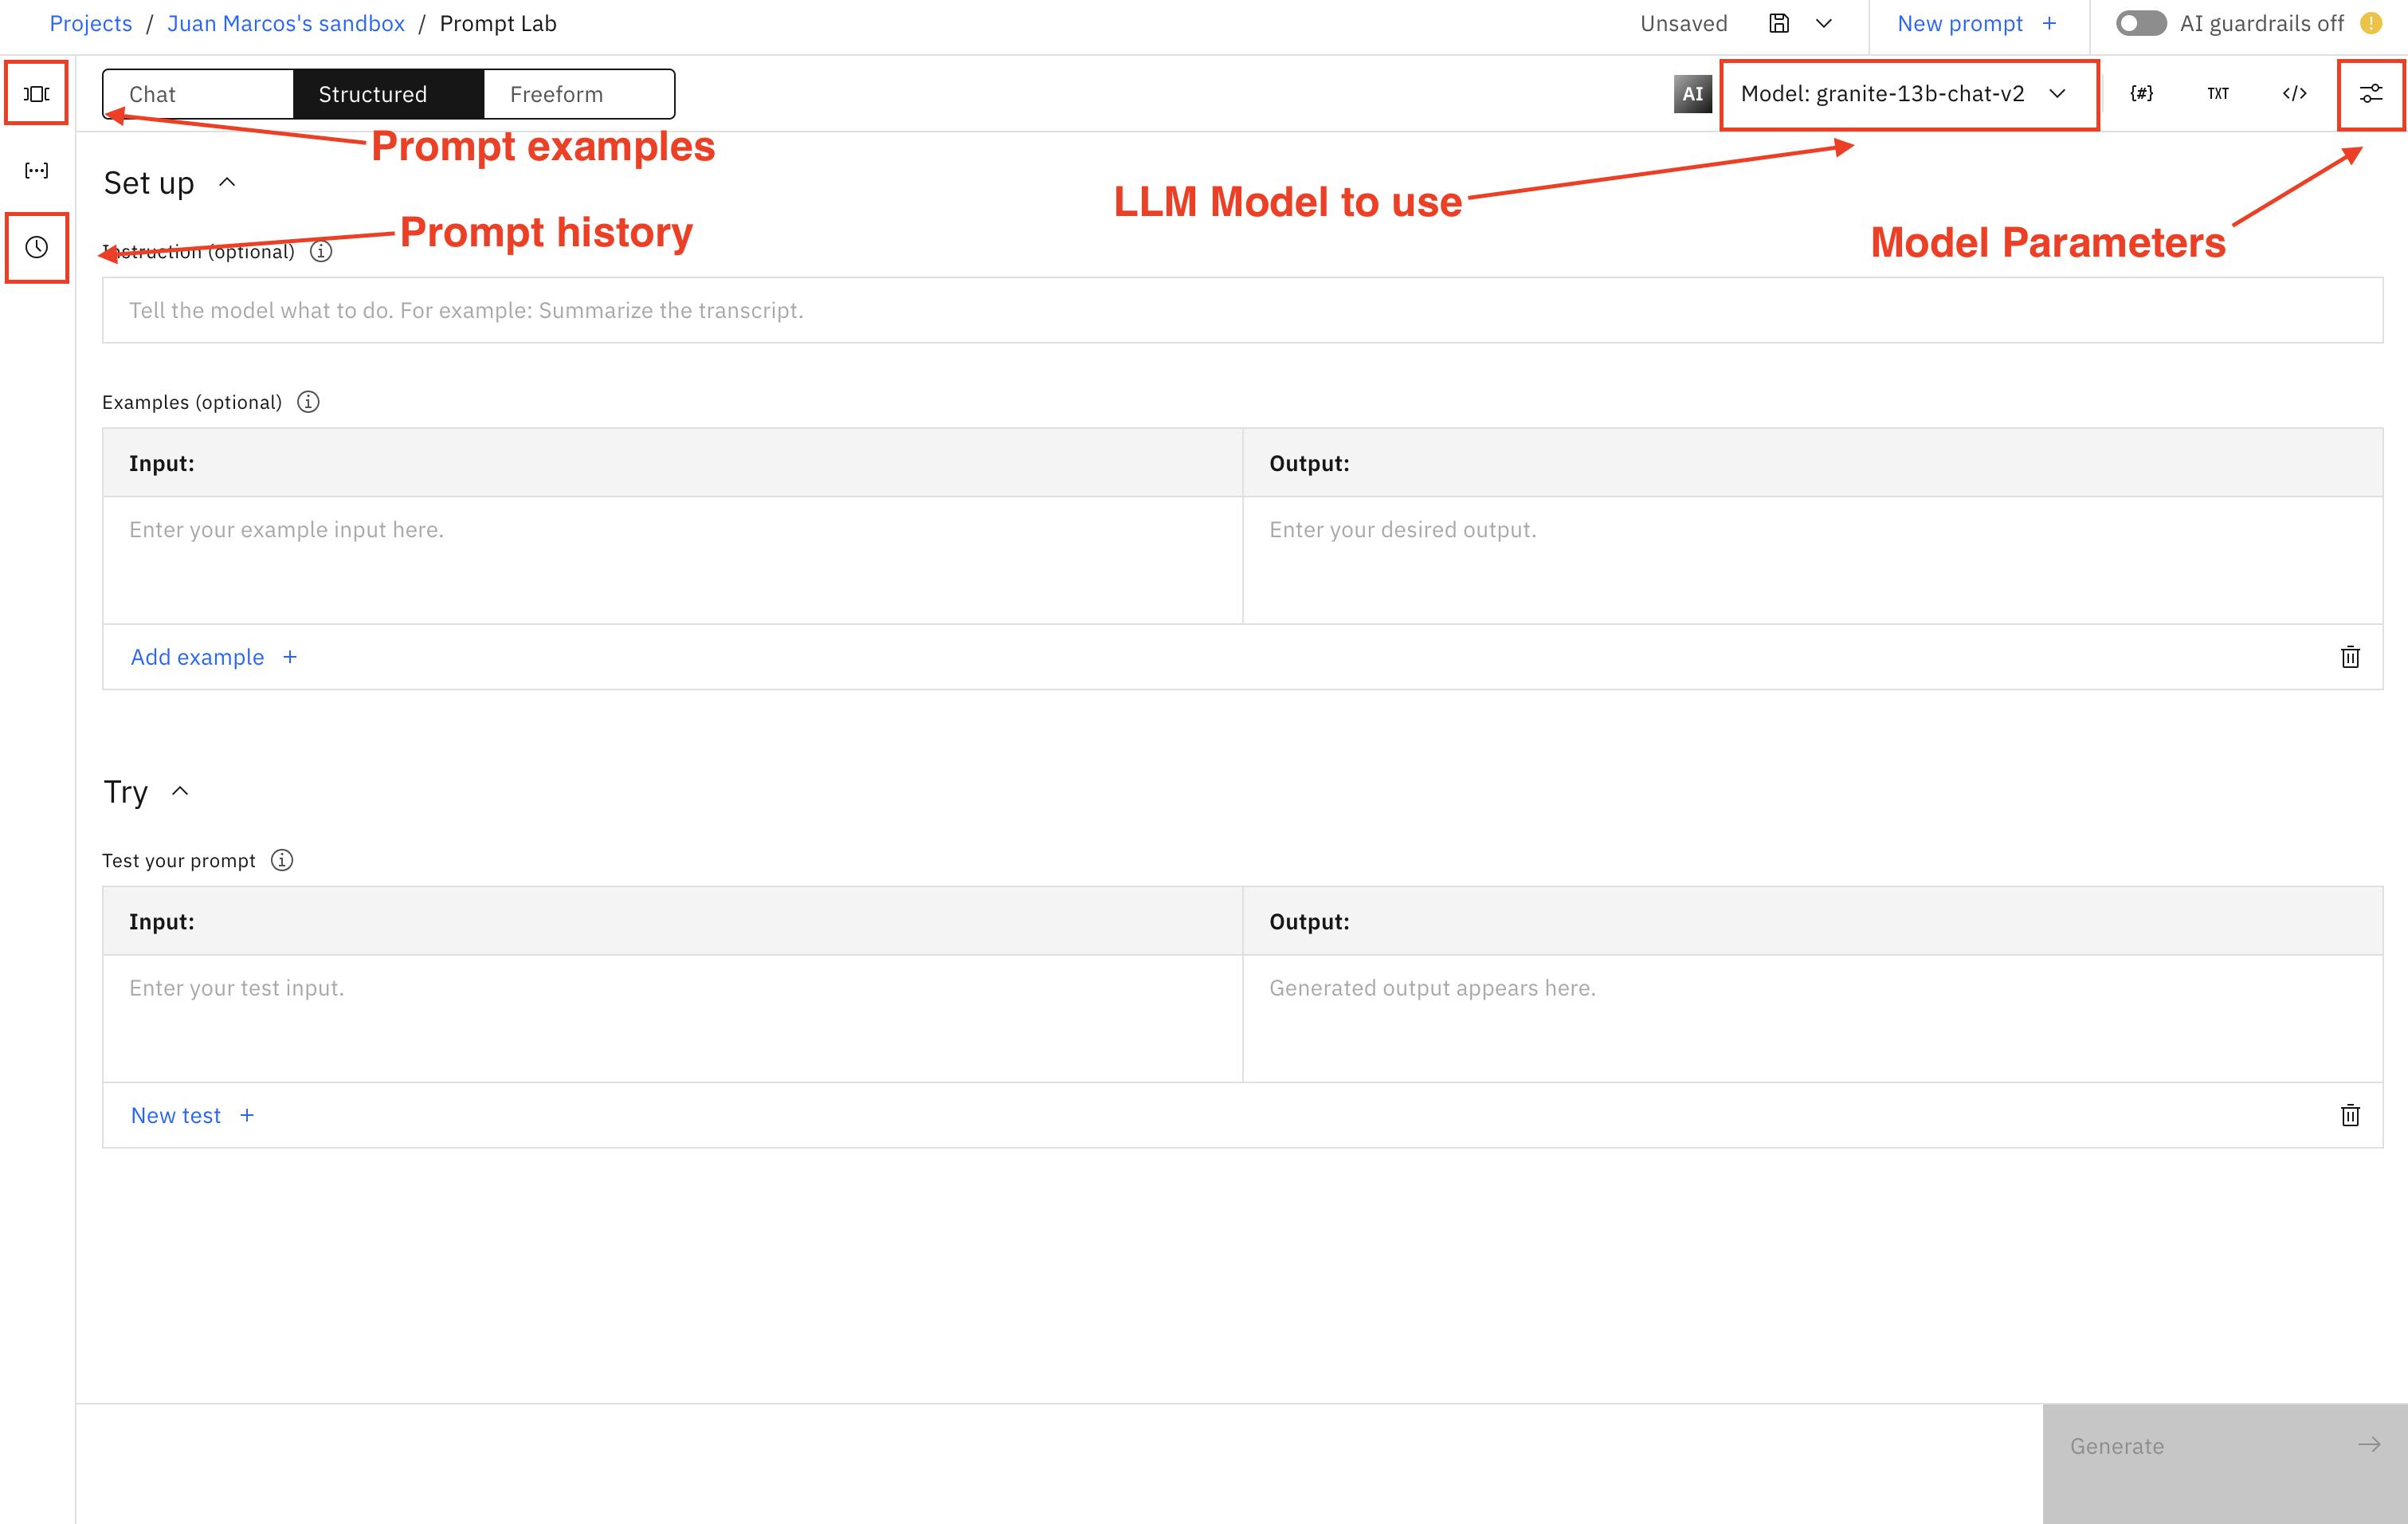 Projects / Juan Marcos's sandbox / Prompt Lab
Unsaved
New prompt +
AI guardrails off
Chat
Structured
Freeform
AI
Model: granite-13b-chat-v2
{#}
TXT
</>
Prompt examples
Set up
LLM Model to use
Prompt history
Model Parameters
Instruction (optional)
Tell the model what to do. For example: Summarize the transcript.
Examples (optional)
Input:
Output:
Enter your example input here.
Enter your desired output.
Add example +
Try
Test your prompt
Input:
Output:
Enter your test input.
Generated output appears here.
New test +
Generate